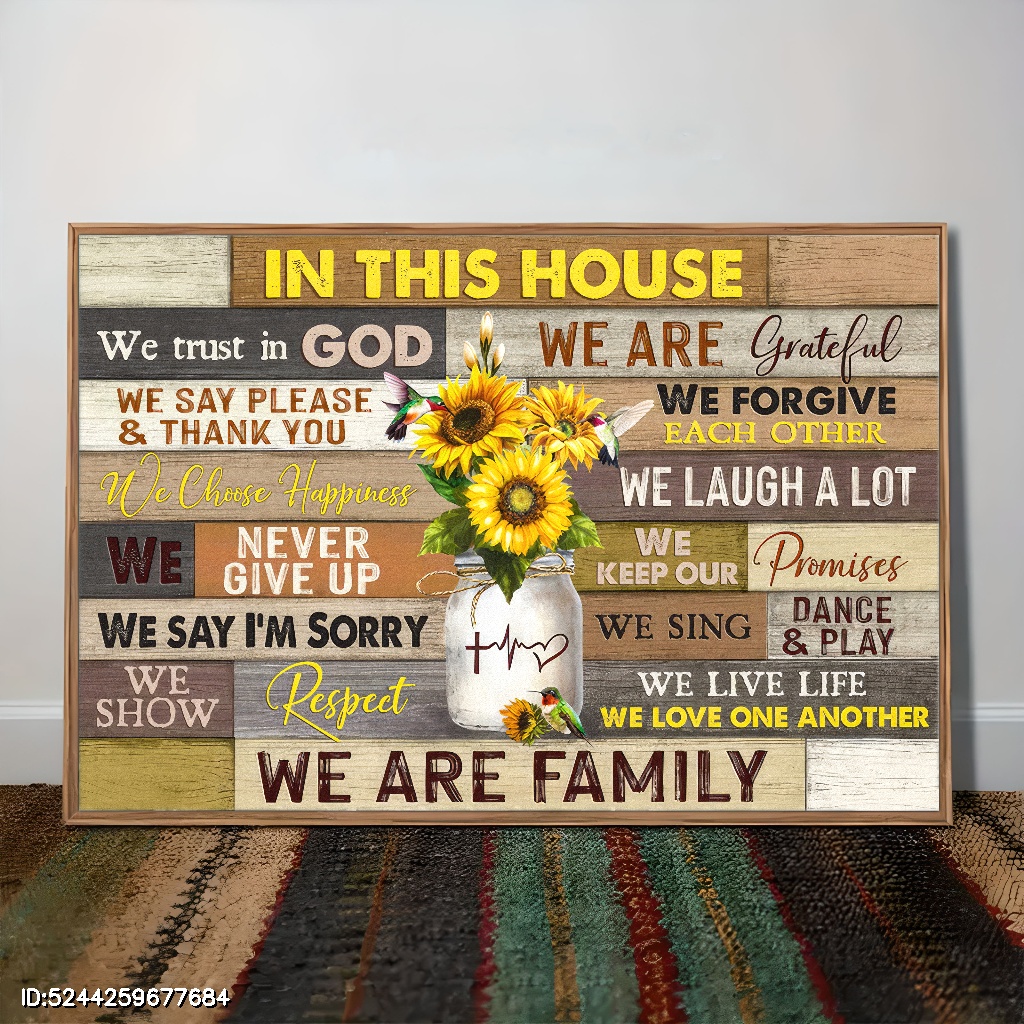 IN THIS HOUSE
We trust in GOD
WE ARE Grateful
WE SAY PLEASE
& THANK YOU
WE FORGIVE
EACH OTHER
We Choose Happiness
WE LAUGH A LOT
WE NEVER
GIVE UP
WE
KEEP OUR Promises
WE SAY I'M SORRY
WE SING DANCE
& PLAY
WE
SHOW Respect
WE LIVE LIFE
WE LOVE ONE ANOTHER
WE ARE FAMILY
ID:5244259677684